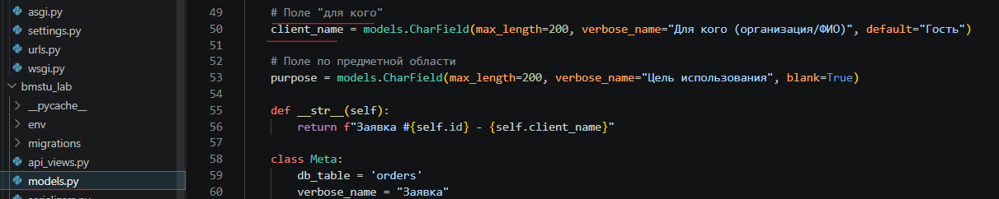 asgi.py
settings.py
urls.py
wsgi.py
bmstu_lab
__pycache__
env
migrations
api_views.py
models.py
serializers.py
49 # Поле "для кого"
50 client_name = models.CharField(max_length=200, verbose_name="Для кого (организация/ФИО)", default="Гость")
51
52 # Поле по предметной области
53 purpose = models.CharField(max_length=200, verbose_name="Цель использования", blank=True)
54
55 def __str__(self):
56 return f"Заявка #{self.id} - {self.client_name}"
57
58 class Meta:
59 db_table = 'orders'
60 verbose_name = "Заявка"